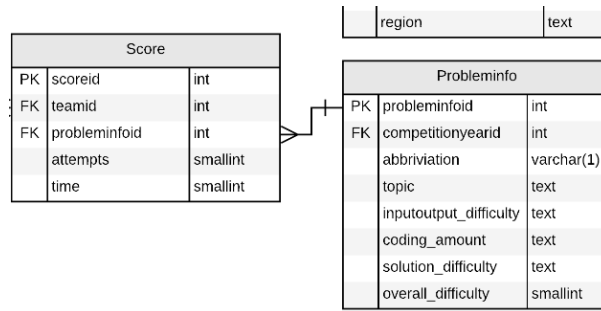 region text
Score
PK scoreid int
FK teamid int
FK probleminfoid int
attempts smallint
time smallint
Probleminfo
PK probleminfoid int
FK competitionyearid int
abbriviation varchar(1)
topic text
inputoutput_difficulty text
coding_amount text
solution_difficulty text
overall_difficulty smallint